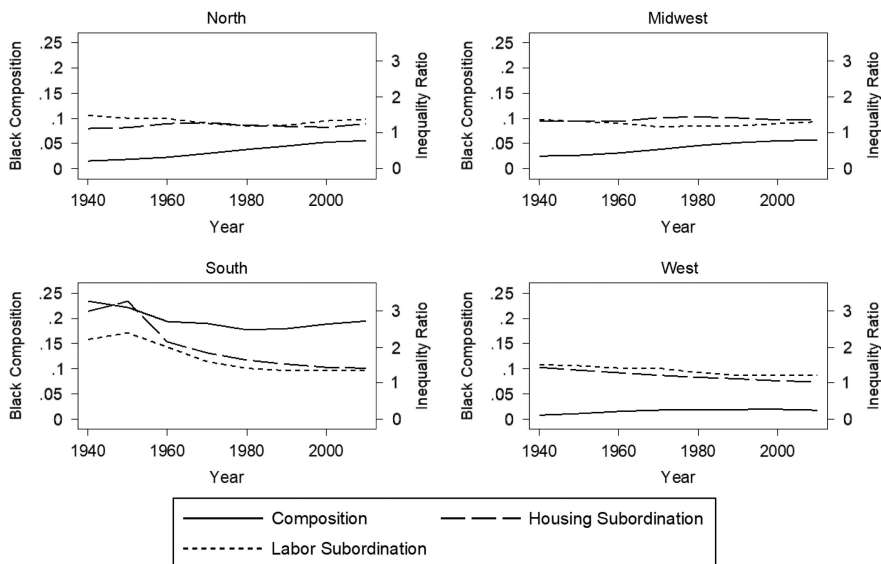 North
Black Composition
.25
.2
.15
.1
.05
0
3
2
1
0
Inequality Ratio
1940 1960 1980 2000
Year
Midwest
Black Composition
.25
.2
.15
.1
.05
0
3
2
1
0
Inequality Ratio
1940 1960 1980 2000
Year
South
Black Composition
.25
.2
.15
.1
.05
0
3
2
1
0
Inequality Ratio
1940 1960 1980 2000
Year
West
Black Composition
.25
.2
.15
.1
.05
0
3
2
1
0
Inequality Ratio
1940 1960 1980 2000
Year
Composition Housing Subordination
Labor Subordination